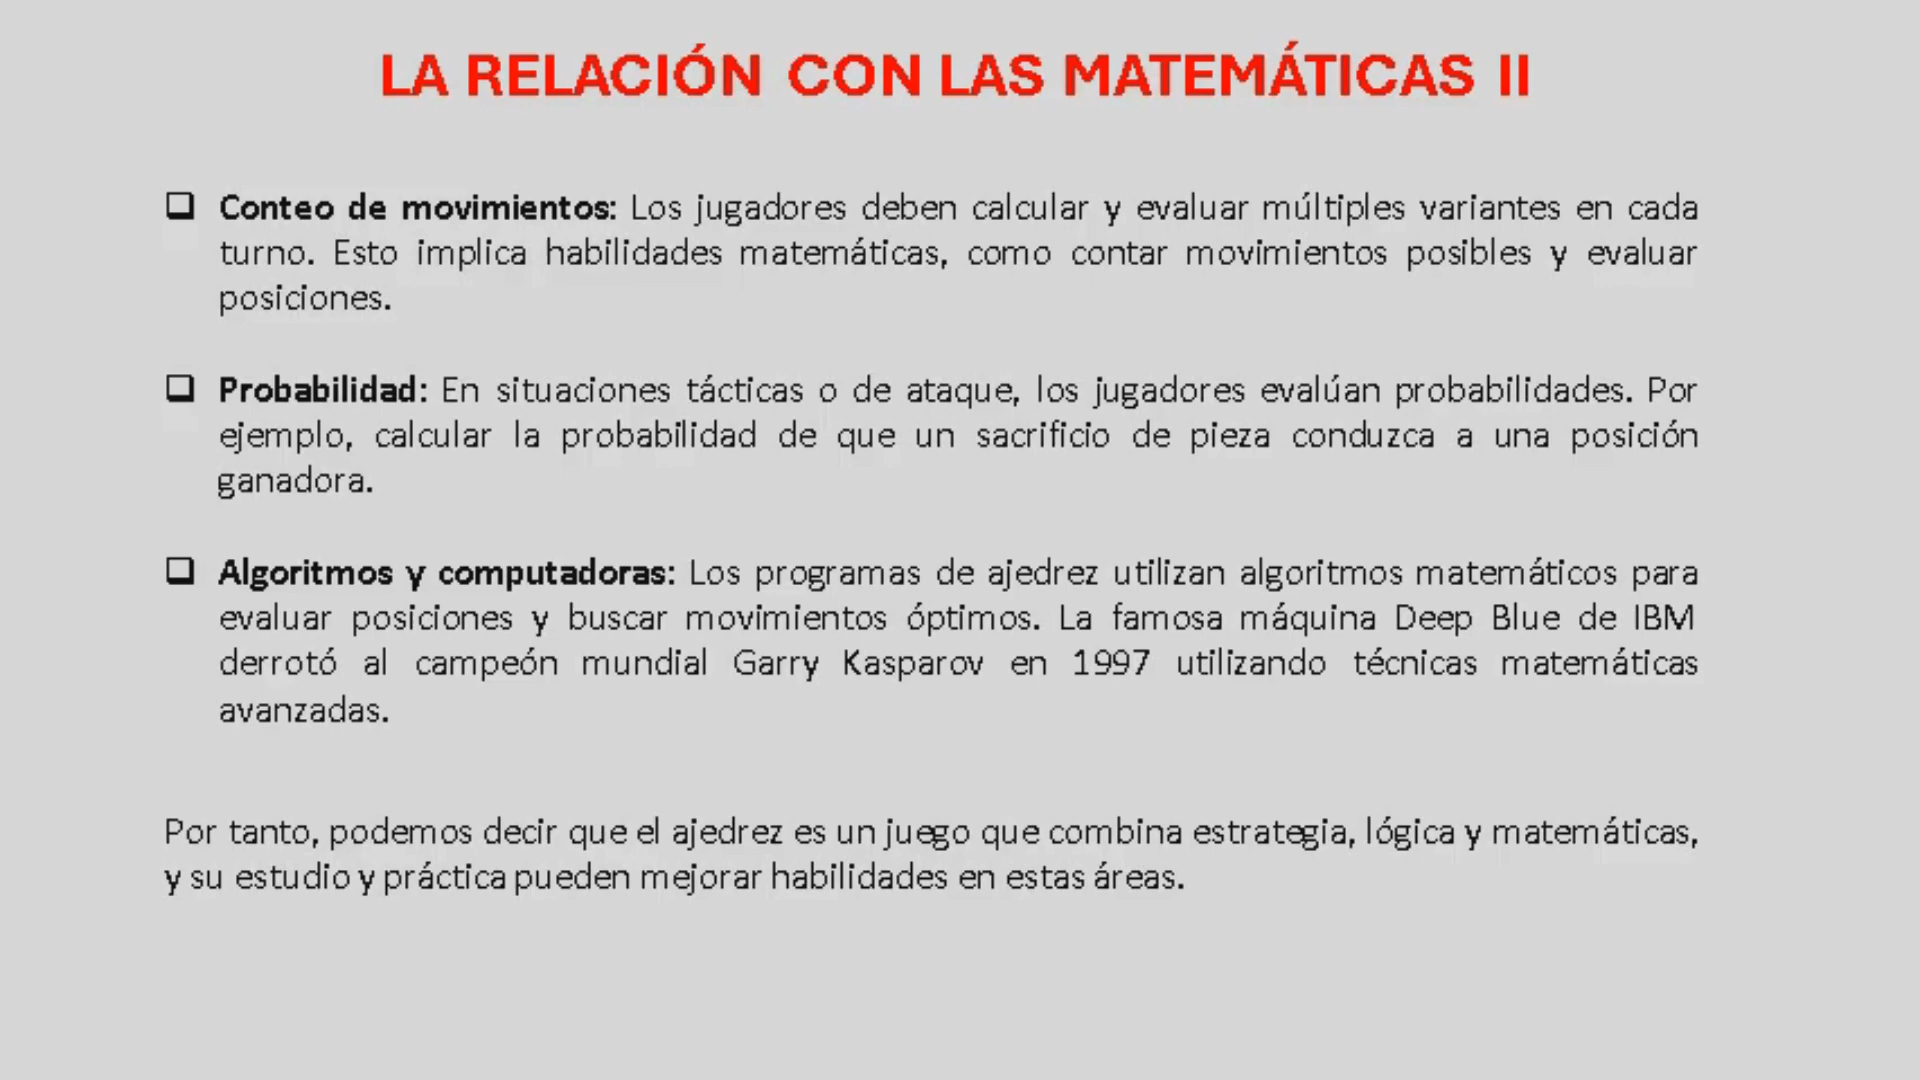 LA RELACIÓN CON LAS MATEMÁTICAS II
❑ Conteo de movimientos: Los jugadores deben calcular y evaluar múltiples variantes en cada
turno. Esto implica habilidades matemáticas, como contar movimientos posibles y evaluar
posiciones.
❑ Probabilidad: En situaciones tácticas o de ataque, los jugadores evalúan probabilidades. Por
ejemplo, calcular la probabilidad de que un sacrificio de pieza conduzca a una posición
ganadora.
❑ Algoritmos y computadoras: Los programas de ajedrez utilizan algoritmos matemáticos para
evaluar posiciones y buscar movimientos óptimos. La famosa máquina Deep Blue de IBM
derrotó al campeón mundial Garry Kasparov en 1997 utilizando técnicas matemáticas
avanzadas.
Por tanto, podemos decir que el ajedrez es un juego que combina estrategia, lógica y matemáticas,
y su estudio y práctica pueden mejorar habilidades en estas áreas.